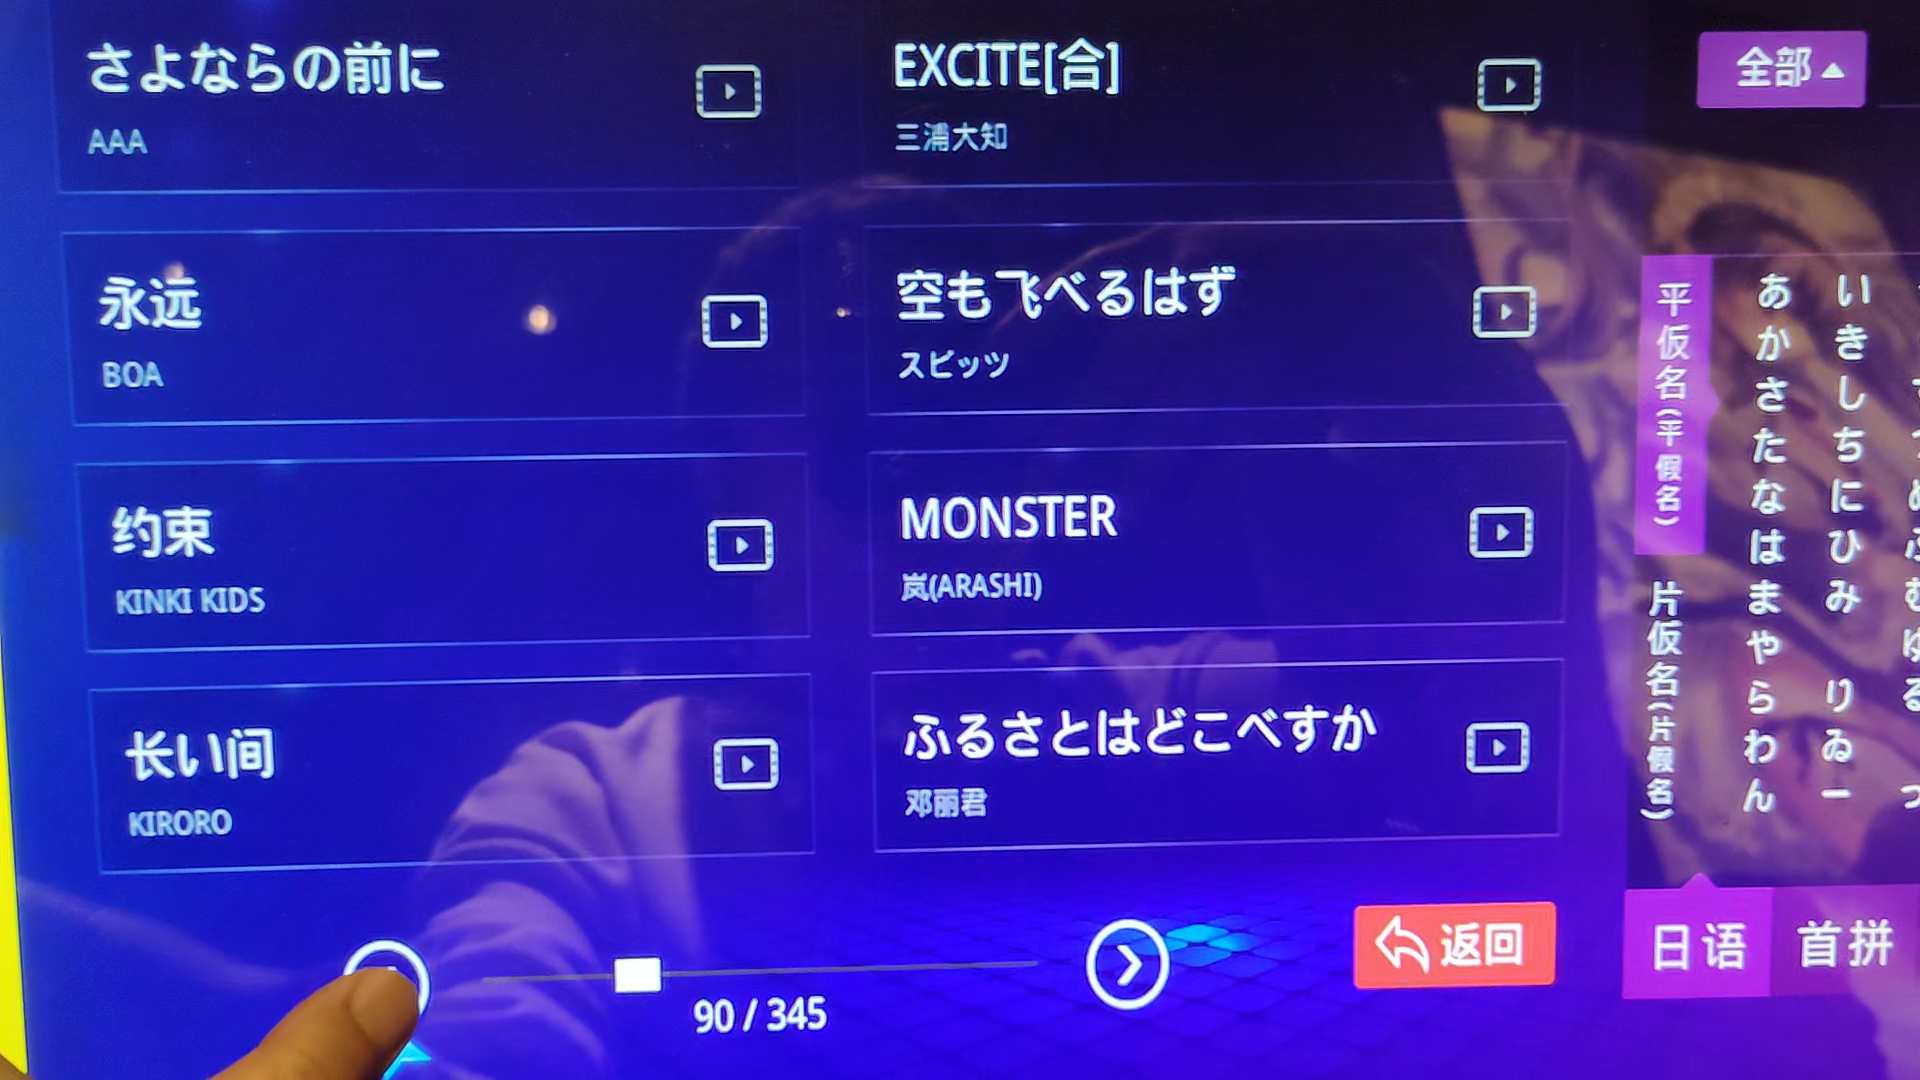 さよならの前に
AAA
EXCITE[合]
三浦大知
永远
BOA
空も飞べるはず
スピッツ
约束
KINKI KIDS
MONSTER
岚(ARASHI)
长い间
KIRORO
ふるさとはどこべすか
邓丽君
90 / 345
返回
全部
平仮名(平假名)
片仮名(片假名)
あかさたなはまやらわん
いきしちにひみ りゐー
日语
首拼